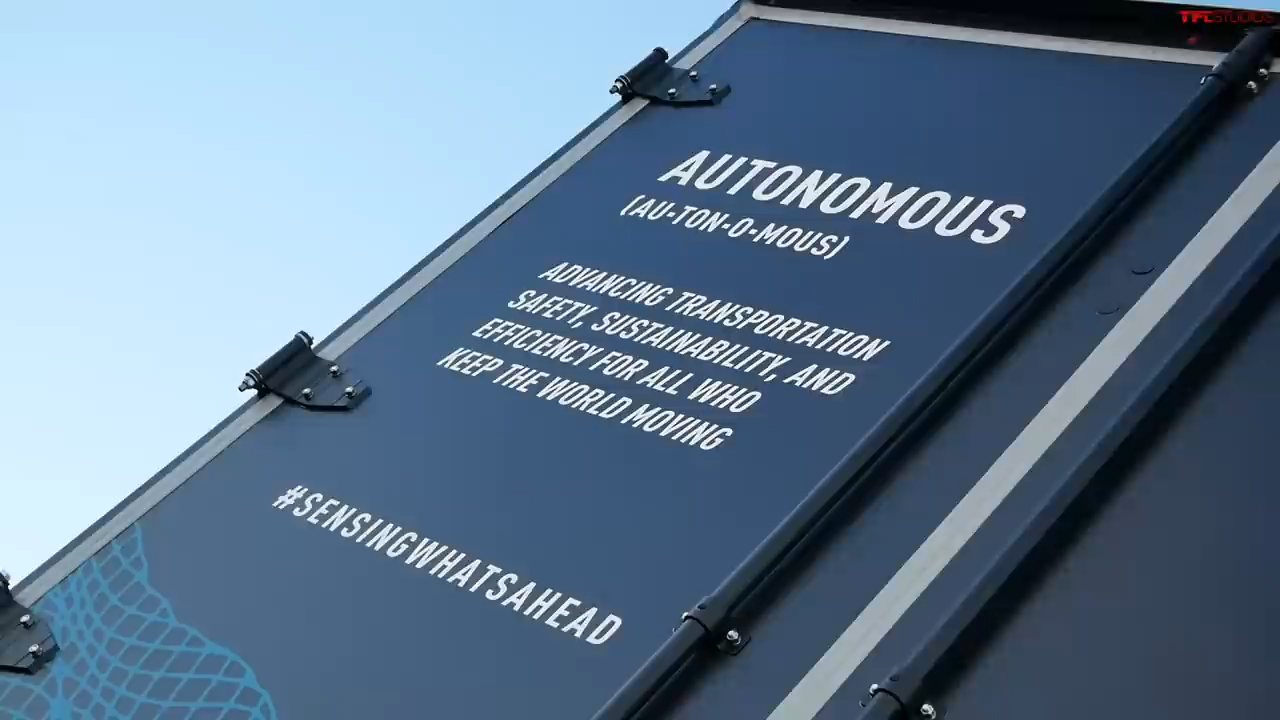 TFLSTUDIOS
AUTONOMOUS
(AU-TON-O-MOUS)
ADVANCING TRANSPORTATION
SAFETY, SUSTAINABILITY, AND
EFFICIENCY FOR ALL WHO
KEEP THE WORLD MOVING
#SENSINGWHATSAHEAD